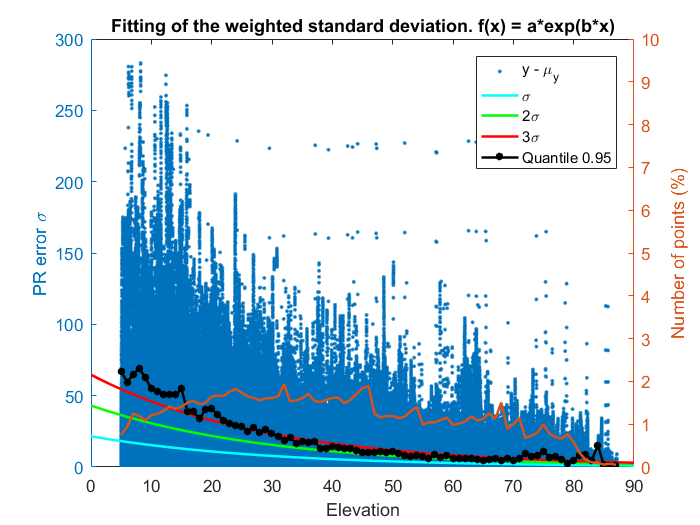 Fitting of the weighted standard deviation. f(x) = a*exp(b*x)
300
250
200
150
100
50
0
PR error σ
10
9
8
7
6
5
4
3
2
1
0
Number of points (%)
y - μ_y
σ
2σ
3σ
Quantile 0.95
0 10 20 30 40 50 60 70 80 90
Elevation